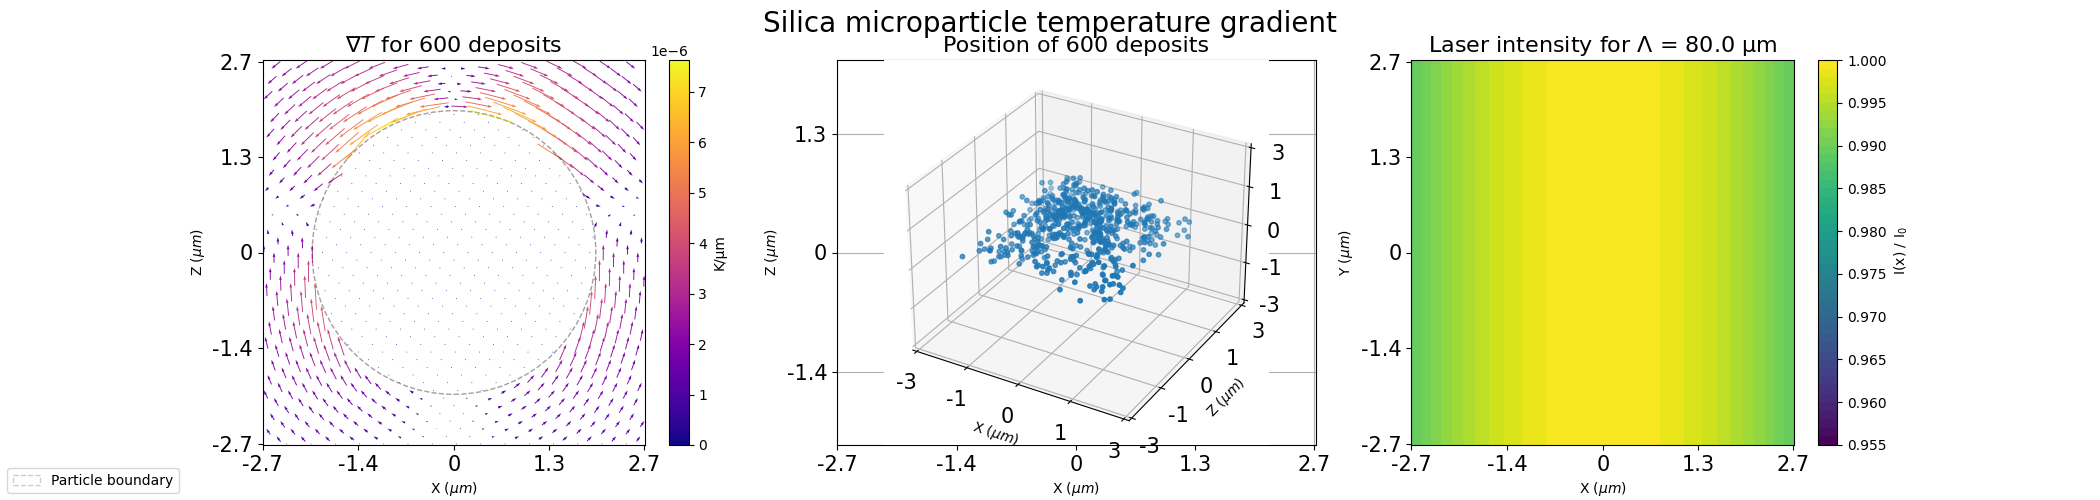 Silica microparticle temperature gradient
∇T for 600 deposits
1e−6
2.7
1.3
0
-1.4
-2.7
Z (μm)
-2.7 -1.4 0 1.3 2.7
X (μm)
7
6
5
4
3
2
1
0
K/μm
Particle boundary
Position of 600 deposits
1.3
0
-1.4
Z (μm)
-2.7 -1.4 0 1.3 2.7
X (μm)
3
1
0
-1
-3
3
1
0
-1
-3
Z (μm)
-3
-1
0
1
3
X (μm)
Laser intensity for Λ = 80.0 μm
2.7
1.3
0
-1.4
-2.7
Y (μm)
-2.7 -1.4 0 1.3 2.7
X (μm)
1.000
0.995
0.990
0.985
0.980
0.975
0.970
0.965
0.960
0.955
I(x) / I₀